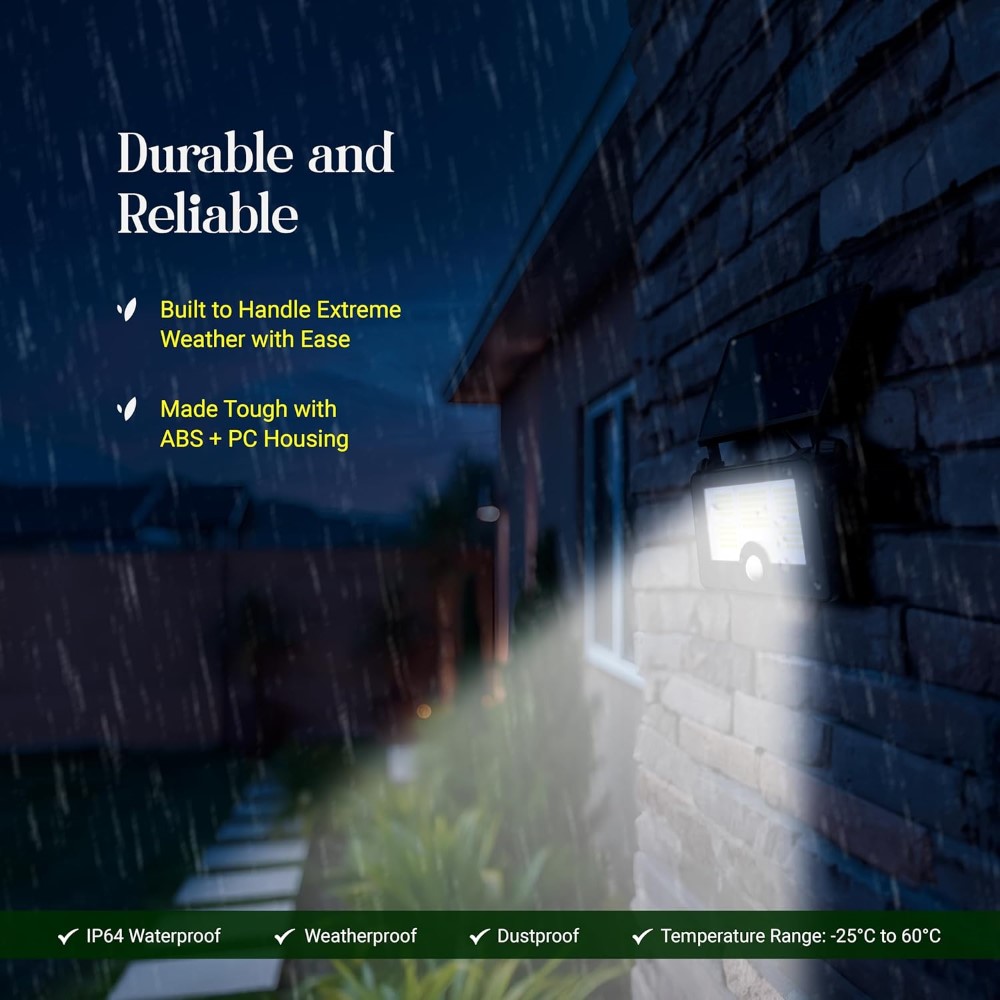 Durable and
Reliable
Built to Handle Extreme
Weather with Ease
Made Tough with
ABS + PC Housing
IP64 Waterproof
Weatherproof
Dustproof
Temperature Range: -25°C to 60°C